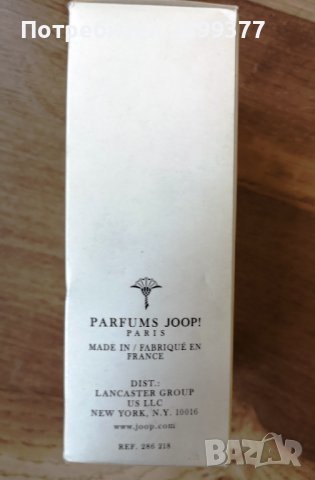 PARFUMS JOOP!
PARIS
MADE IN / FABRIQUÉ EN
FRANCE
DIST.:
LANCASTER GROUP
US LLC
NEW YORK, N.Y. 10016
www.joop.com
REF. 286 218
BAZAR